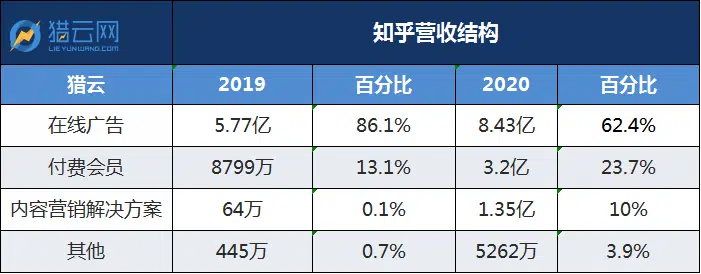 猎云网
LIEYUNWANG.COM
知乎营收结构
猎云 2019 百分比 2020 百分比
在线广告 5.77亿 86.1% 8.43亿 62.4%
付费会员 8799万 13.1% 3.2亿 23.7%
内容营销解决方案 64万 0.1% 1.35亿 10%
其他 445万 0.7% 5262万 3.9%